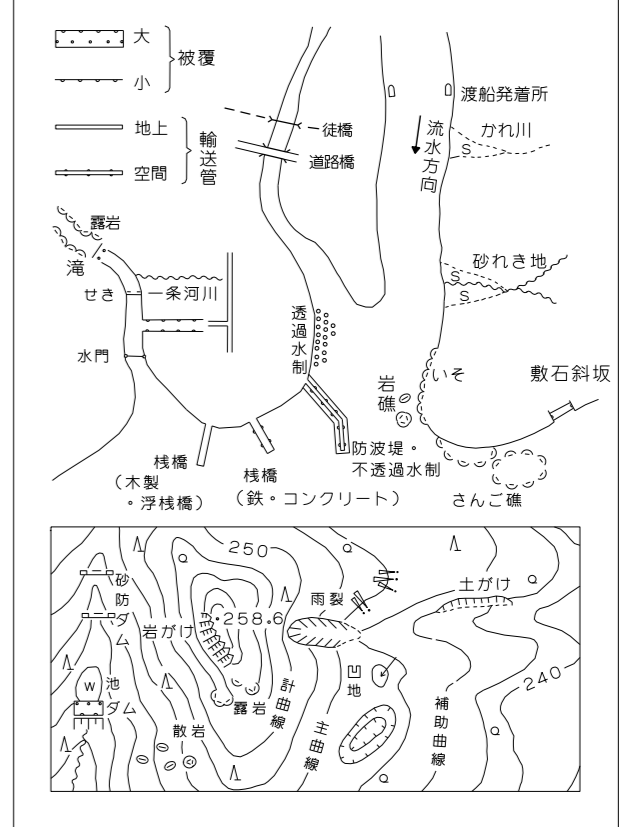 大
小
被覆
地上
空間
輸送管
徒橋
道路橋
渡船発着所
流水方向
かれ川
S
露岩
滝
せき
一条河川
水門
透過水制
砂れき地
S
S
いそ
岩礁
敷石斜坂
桟橋
（木製
・浮桟橋）
桟橋
（鉄・コンクリート）
防波堤・
不透過水制
さんご礁
250
砂防ダム
岩がけ
・258.6
雨裂
土がけ
池
W
ダム
散岩
露岩
計曲線
主曲線
凹地
補助曲線
240